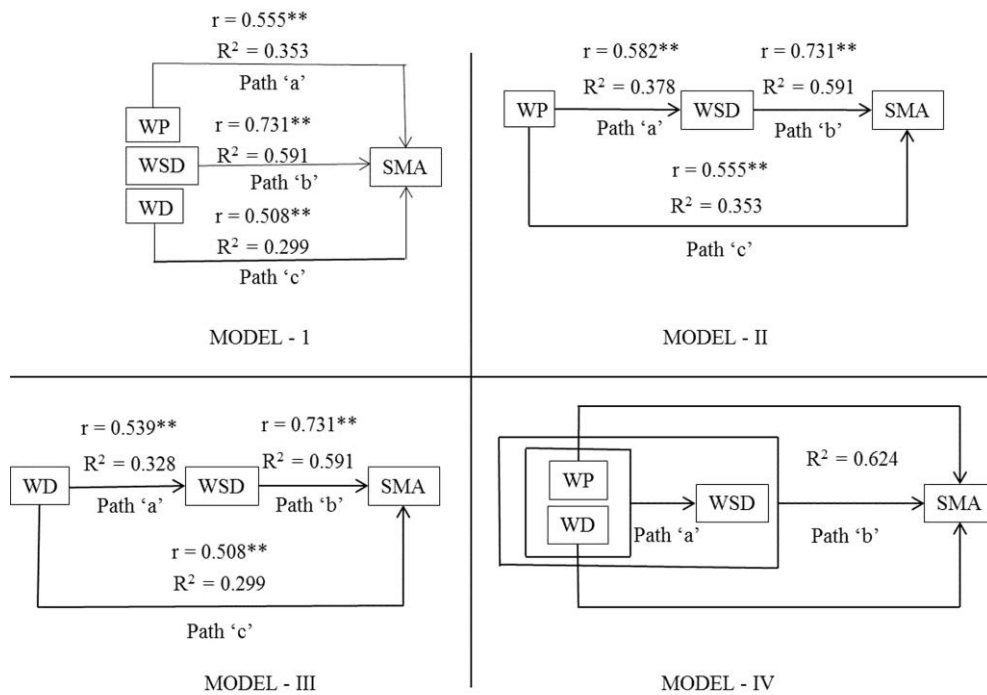 r = 0.555**
R² = 0.353
Path ‘a’
WP
r = 0.731**
R² = 0.591
WSD
SMA
Path ‘b’
WD
r = 0.508**
R² = 0.299
Path ‘c’
MODEL - 1
r = 0.582** r = 0.731**
R² = 0.378 R² = 0.591
WP WSD SMA
Path ‘a’ Path ‘b’
r = 0.555**
R² = 0.353
Path ‘c’
MODEL - II
r = 0.539** r = 0.731**
R² = 0.328 R² = 0.591
WD WSD SMA
Path ‘a’ Path ‘b’
r = 0.508**
R² = 0.299
Path ‘c’
MODEL - III
R² = 0.624
WP
WSD SMA
WD
Path ‘a’ Path ‘b’
MODEL - IV